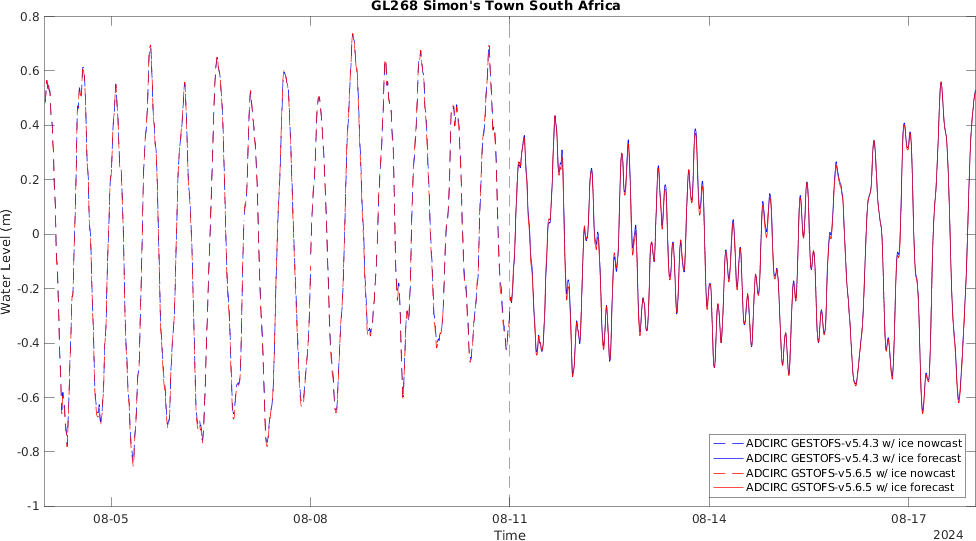 GL268 Simon's Town South Africa
Water Level (m)
0.8
0.6
0.4
0.2
0
-0.2
-0.4
-0.6
-0.8
-1
08-05
08-08
08-11
08-14
08-17
Time
2024
ADCIRC GESTOFS-v5.4.3 w/ ice nowcast
ADCIRC GESTOFS-v5.4.3 w/ ice forecast
ADCIRC GSTOFS-v5.6.5 w/ ice nowcast
ADCIRC GSTOFS-v5.6.5 w/ ice forecast